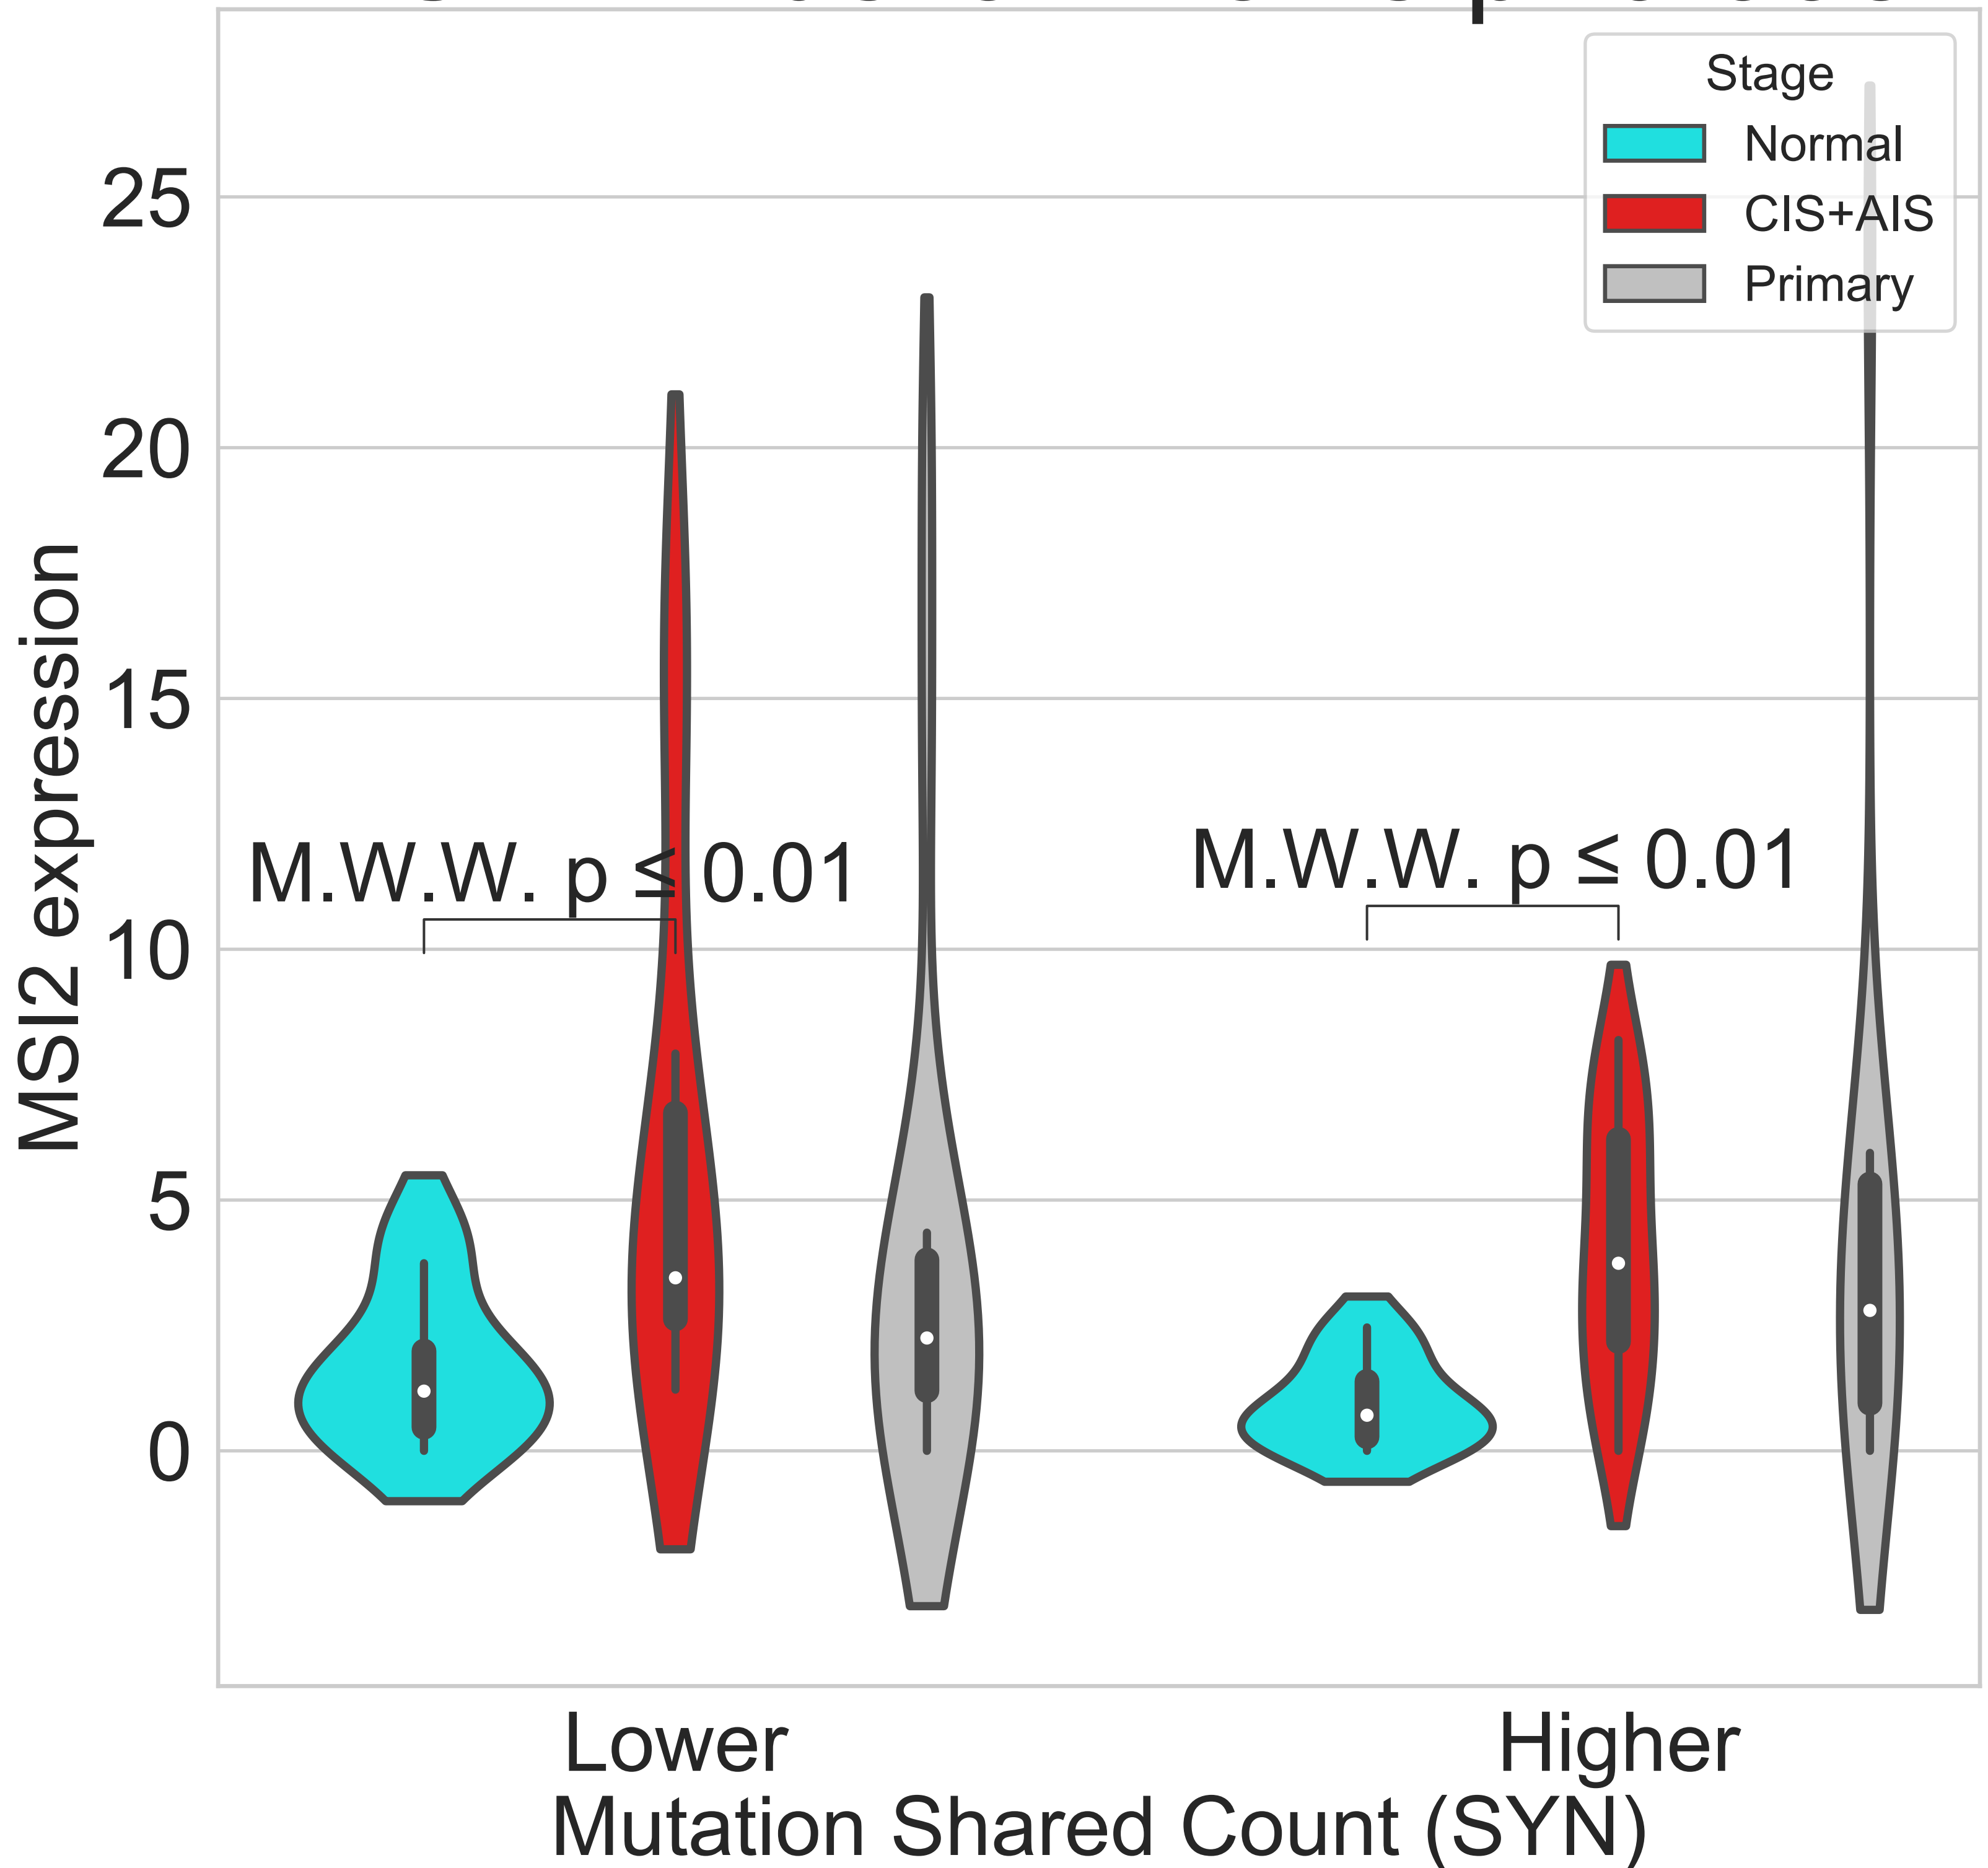 Stage
Normal
CIS+AIS
Primary
25
20
15
10
5
0
MSI2 expression
M.W.W. p ≤ 0.01
M.W.W. p ≤ 0.01
Lower
Higher
Mutation Shared Count (SYN)